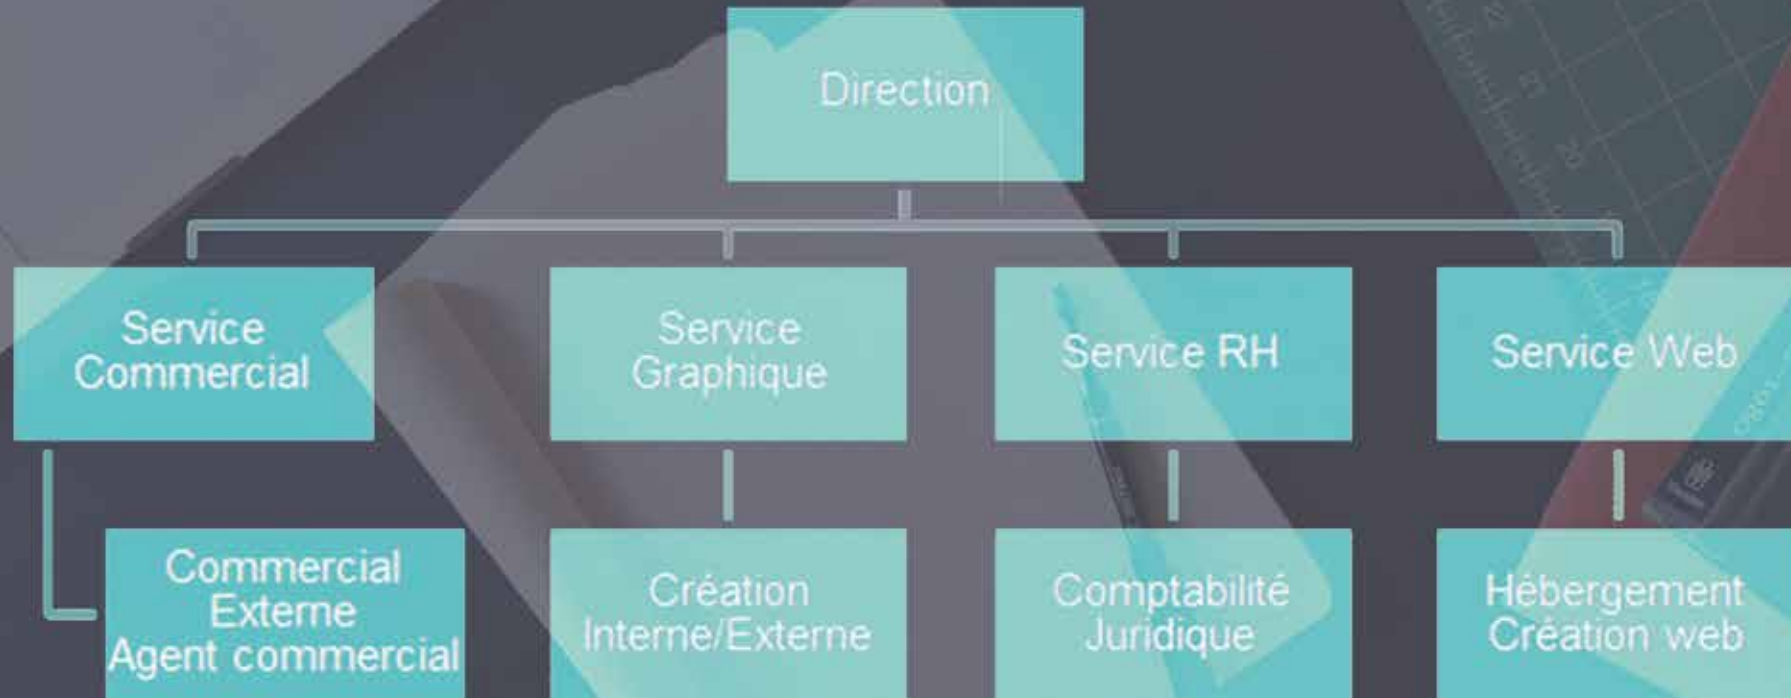 Direction
Service
Commercial
Service
Graphique
Service RH
Service Web
Commercial
Externe
Agent commercial
Création
Interne/Externe
Comptabilité
Juridique
Hébergement
Création web